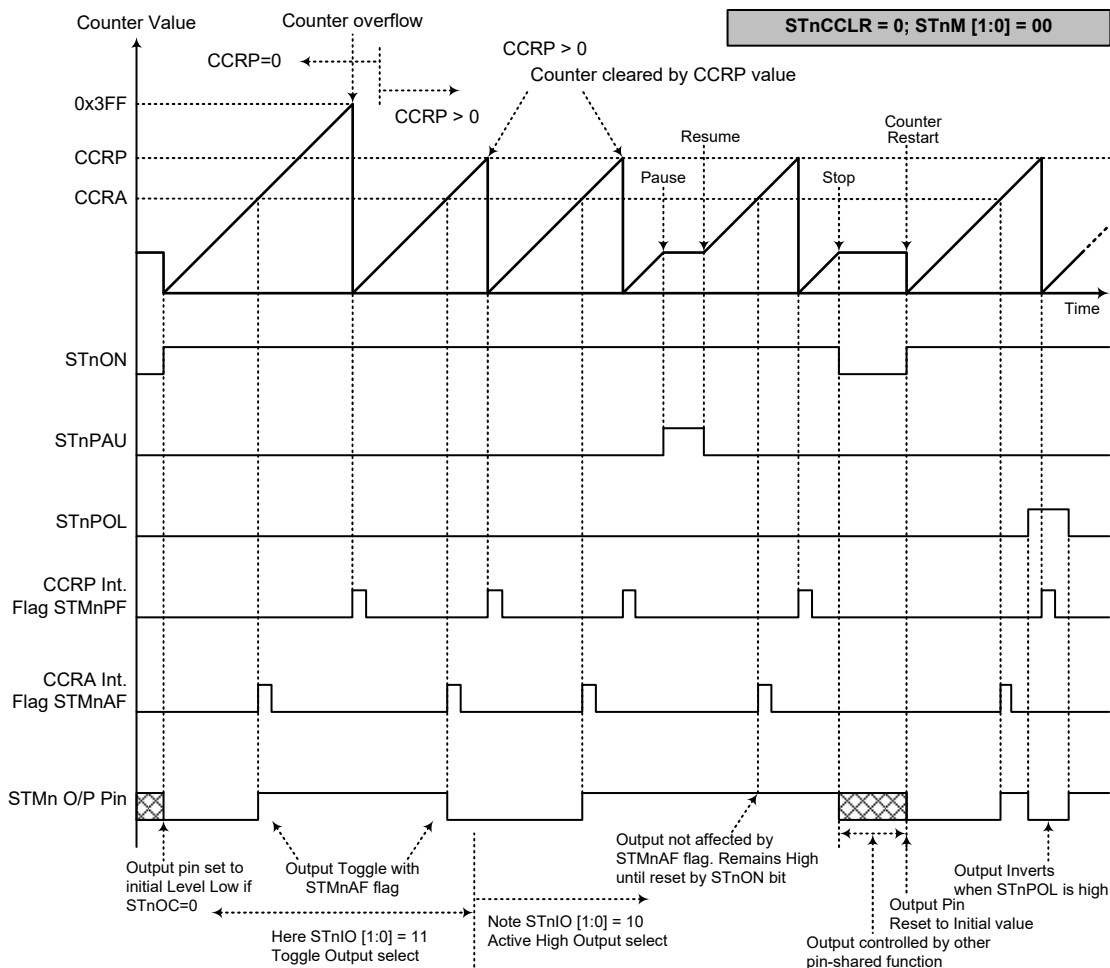 Counter Value
Counter overflow
STnCCLR = 0; STnM [1:0] = 00
CCRP=0
CCRP > 0
CCRP > 0
Counter cleared by CCRP value
0x3FF
CCRP
CCRA
Pause
Resume
Stop
Counter
Restart
Time
STnON
STnPAU
STnPOL
CCRP Int.
Flag STMnPF
CCRA Int.
Flag STMnAF
STMn O/P Pin
Output pin set to
initial Level Low if
STnOC=0
Output Toggle with
STMnAF flag
Output not affected by
STMnAF flag. Remains High
until reset by STnON bit
Output Inverts
when STnPOL is high
Output Pin
Reset to Initial value
Here STnIO [1:0] = 11
Toggle Output select
Note STnIO [1:0] = 10
Active High Output select
Output controlled by other
pin-shared function